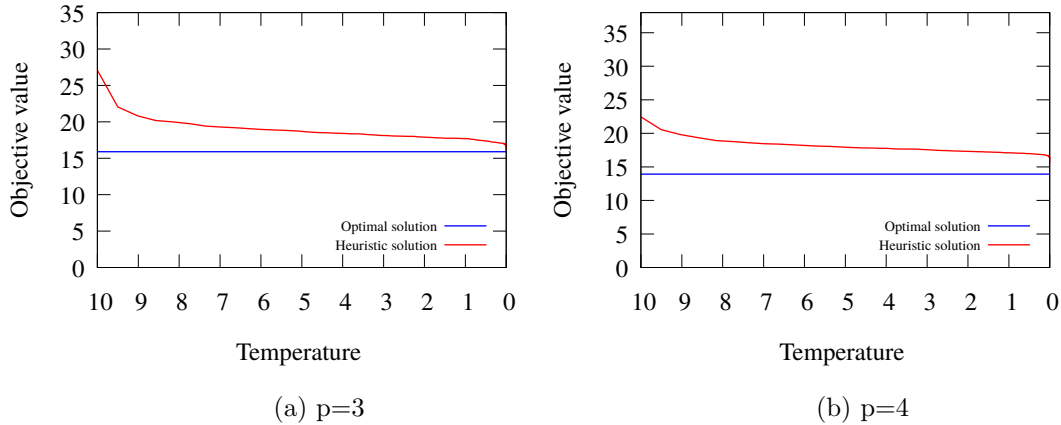 Objective value
35
30
25
20
15
10
5
0
Optimal solution
Heuristic solution
10 9 8 7 6 5 4 3 2 1 0
Temperature
(a) p=3
Objective value
35
30
25
20
15
10
5
0
Optimal solution
Heuristic solution
10 9 8 7 6 5 4 3 2 1 0
Temperature
(b) p=4